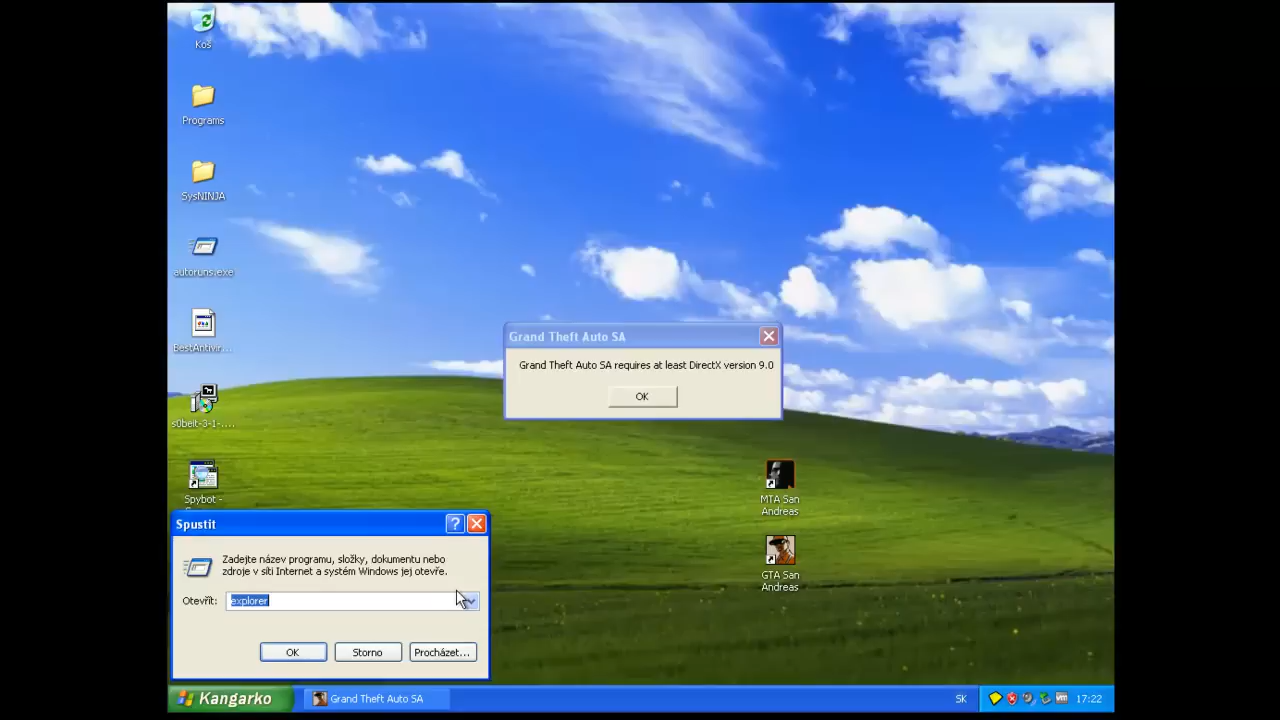 Koš
Programs
SysNINJA
autoruns.exe
BestAntivir...
s0beit-3-1-....
Spybot -
Grand Theft Auto SA
Grand Theft Auto SA requires at least DirectX version 9.0
OK
MTA San
Andreas
GTA San
Andreas
Spustit
Zadejte název programu, složky, dokumentu nebo
zdroje v síti Internet a systém Windows jej otevře.
Otevřít:
explorer
OK
Storno
Procházet...
Kangarko
Grand Theft Auto SA
SK
17:22